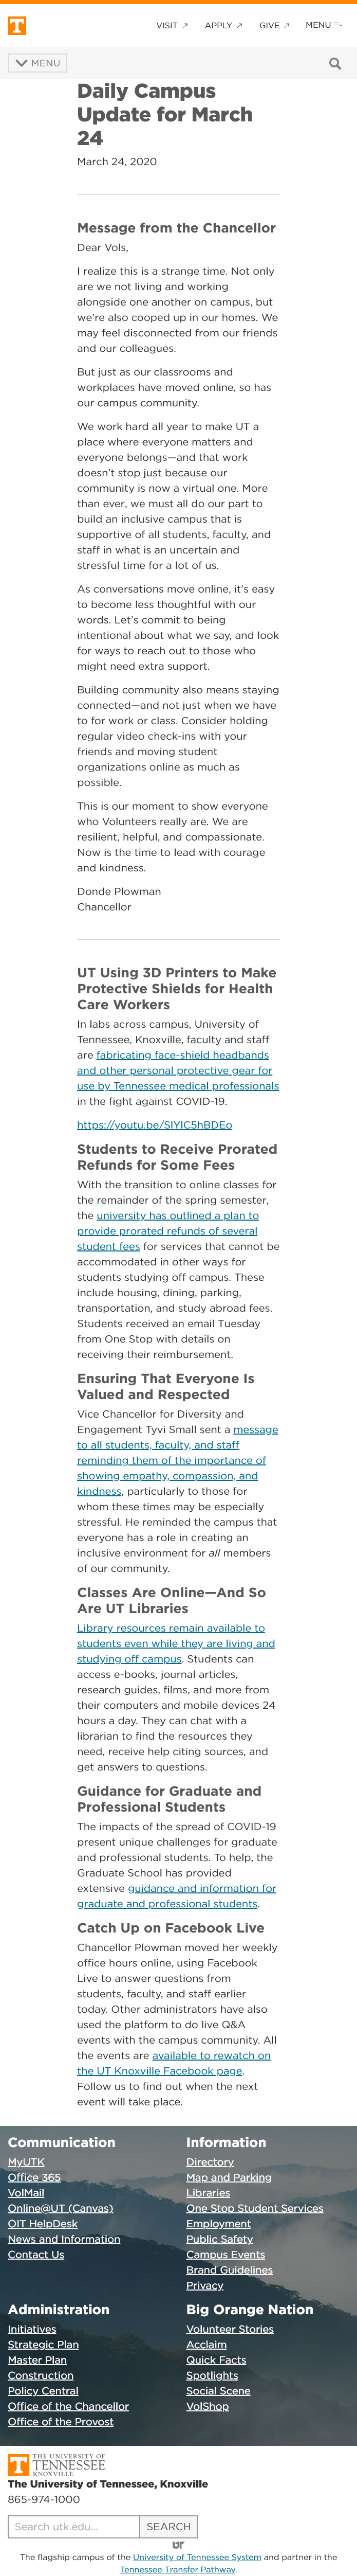 VISIT ↗ APPLY ↗ GIVE ↗ MENU
MENU
Daily Campus
Update for March
24
March 24, 2020
Message from the Chancellor
Dear Vols,
I realize this is a strange time. Not only
are we not living and working
alongside one another on campus, but
we're also cooped up in our homes. We
may feel disconnected from our friends
and our colleagues.
But just as our classrooms and
workplaces have moved online, so has
our campus community.
We work hard all year to make UT a
place where everyone matters and
everyone belongs—and that work
doesn't stop just because our
community is now a virtual one. More
than ever, we must all do our part to
build an inclusive campus that is
supportive of all students, faculty, and
staff in what is an uncertain and
stressful time for a lot of us.
As conversations move online, it's easy
to become less thoughtful with our
words. Let's commit to being
intentional about what we say, and look
for ways to reach out to those who
might need extra support.
Building community also means staying
connected—and not just when we have
to for work or class. Consider holding
regular video check-ins with your
friends and moving student
organizations online as much as
possible.
This is our moment to show everyone
who Volunteers really are. We are
resilient, helpful, and compassionate.
Now is the time to lead with courage
and kindness.
Donde Plowman
Chancellor
UT Using 3D Printers to Make
Protective Shields for Health
Care Workers
In labs across campus, University of
Tennessee, Knoxville, faculty and staff
are fabricating face-shield headbands
and other personal protective gear for
use by Tennessee medical professionals
in the fight against COVID-19.
https://youtu.be/SIYIC5hBDEo
Students to Receive Prorated
Refunds for Some Fees
With the transition to online classes for
the remainder of the spring semester,
the university has outlined a plan to
provide prorated refunds of several
student fees for services that cannot be
accommodated in other ways for
students studying off campus. These
include housing, dining, parking,
transportation, and study abroad fees.
Students received an email Tuesday
from One Stop with details on
receiving their reimbursement.
Ensuring That Everyone Is
Valued and Respected
Vice Chancellor for Diversity and
Engagement Tyvi Small sent a message
to all students, faculty, and staff
reminding them of the importance of
showing empathy, compassion, and
kindness, particularly to those for
whom these times may be especially
stressful. He reminded the campus that
everyone has a role in creating an
inclusive environment for all members
of our community.
Classes Are Online—And So
Are UT Libraries
Library resources remain available to
students even while they are living and
studying off campus. Students can
access e-books, journal articles,
research guides, films, and more from
their computers and mobile devices 24
hours a day. They can chat with a
librarian to find the resources they
need, receive help citing sources, and
get answers to questions.
Guidance for Graduate and
Professional Students
The impacts of the spread of COVID-19
present unique challenges for graduate
and professional students. To help, the
Graduate School has provided
extensive guidance and information for
graduate and professional students.
Catch Up on Facebook Live
Chancellor Plowman moved her weekly
office hours online, using Facebook
Live to answer questions from
students, faculty, and staff earlier
today. Other administrators have also
used the platform to do live Q&A
events with the campus community. All
the events are available to rewatch on
the UT Knoxville Facebook page.
Follow us to find out when the next
event will take place.
Communication
MyUTK
Office 365
VolMail
Online@UT (Canvas)
OIT HelpDesk
News and Information
Contact Us
Information
Directory
Map and Parking
Libraries
One Stop Student Services
Employment
Public Safety
Campus Events
Brand Guidelines
Privacy
Administration
Initiatives
Strategic Plan
Master Plan
Construction
Policy Central
Office of the Chancellor
Office of the Provost
Big Orange Nation
Volunteer Stories
Acclaim
Quick Facts
Spotlights
Social Scene
VolShop
THE UNIVERSITY OF
TENNESSEE
KNOXVILLE
The University of Tennessee, Knoxville
865-974-1000
Search utk.edu... SEARCH
UT
The flagship campus of the University of Tennessee System and partner in the
Tennessee Transfer Pathway.